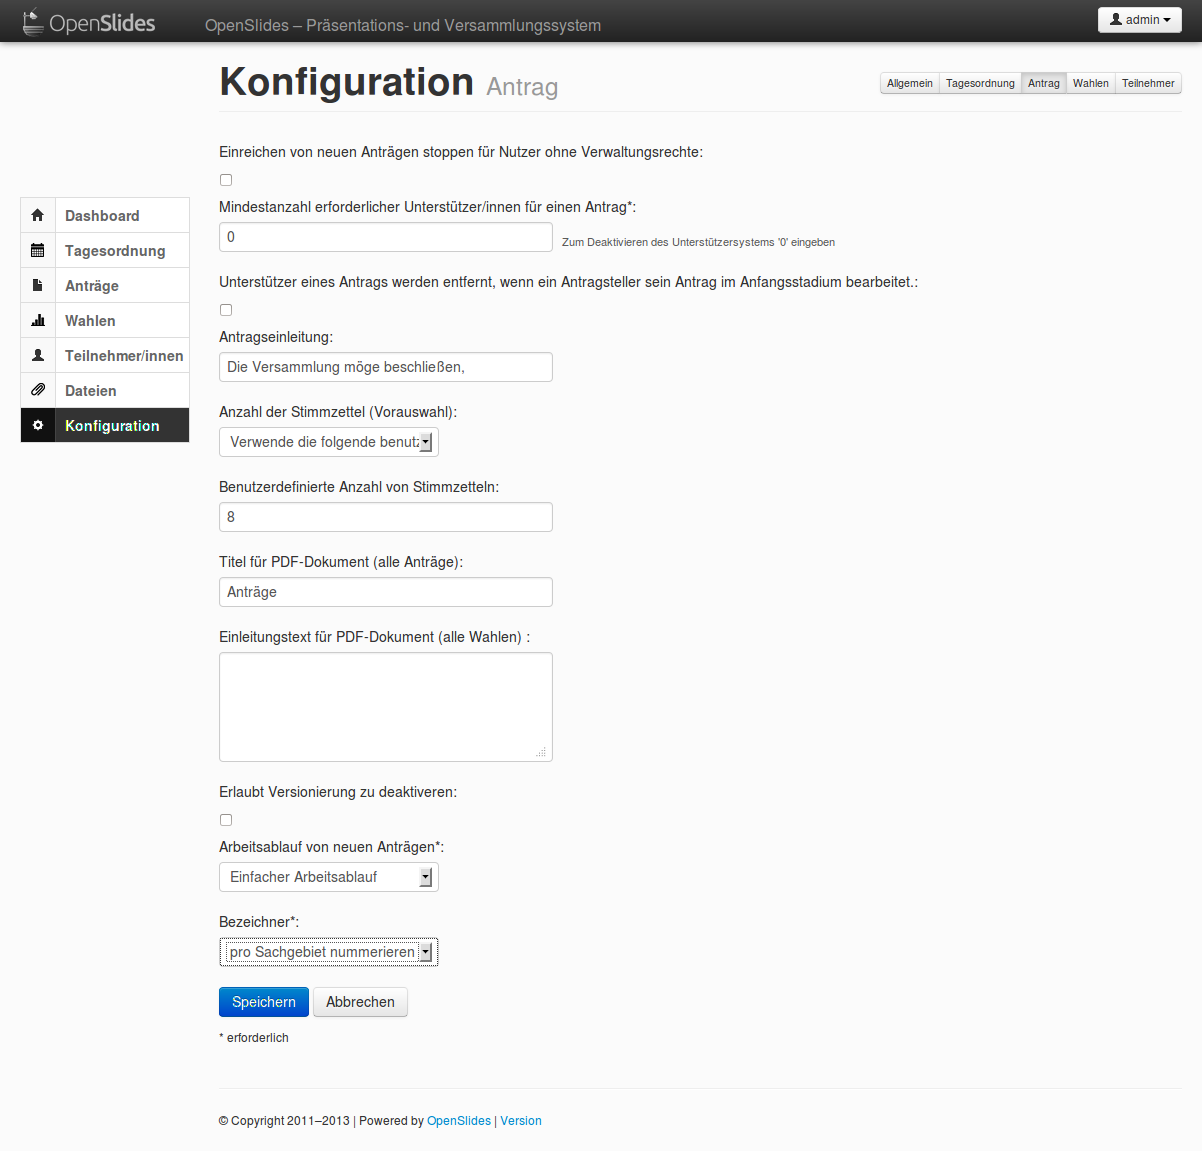 OpenSlides
OpenSlides – Präsentations- und Versammlungssystem
admin
Konfiguration Antrag
Allgemein Tagesordnung Antrag Wahlen Teilnehmer
Dashboard
Tagesordnung
Anträge
Wahlen
Teilnehmer/innen
Dateien
Konfiguration
Einreichen von neuen Anträgen stoppen für Nutzer ohne Verwaltungsrechte:
Mindestanzahl erforderlicher Unterstützer/innen für einen Antrag*:
0
Zum Deaktivieren des Unterstützersystems '0' eingeben
Unterstützer eines Antrags werden entfernt, wenn ein Antragsteller sein Antrag im Anfangsstadium bearbeitet.:
Antragseinleitung:
Die Versammlung möge beschließen,
Anzahl der Stimmzettel (Vorauswahl):
Verwende die folgende benutz
Benutzerdefinierte Anzahl von Stimmzetteln:
8
Titel für PDF-Dokument (alle Anträge):
Anträge
Einleitungstext für PDF-Dokument (alle Wahlen) :
Erlaubt Versionierung zu deaktiveren:
Arbeitsablauf von neuen Anträgen*:
Einfacher Arbeitsablauf
Bezeichner*:
pro Sachgebiet nummerieren
Speichern Abbrechen
* erforderlich
© Copyright 2011–2013 | Powered by OpenSlides | Version